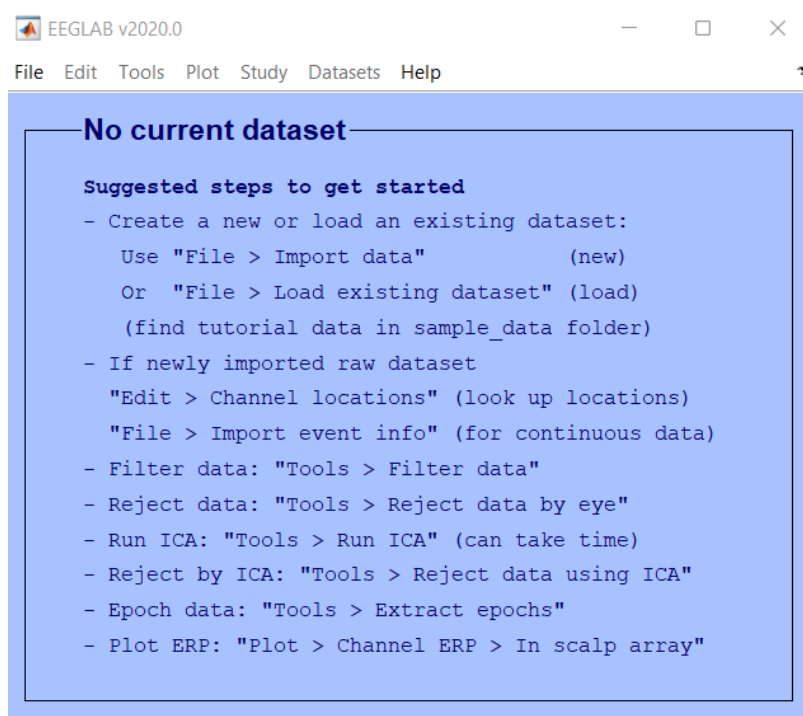 EEGLAB v2020.0
File Edit Tools Plot Study Datasets Help
No current dataset
Suggested steps to get started
- Create a new or load an existing dataset:
Use "File > Import data" (new)
Or "File > Load existing dataset" (load)
(find tutorial data in sample_data folder)
- If newly imported raw dataset
"Edit > Channel locations" (look up locations)
"File > Import event info" (for continuous data)
- Filter data: "Tools > Filter data"
- Reject data: "Tools > Reject data by eye"
- Run ICA: "Tools > Run ICA" (can take time)
- Reject by ICA: "Tools > Reject data using ICA"
- Epoch data: "Tools > Extract epochs"
- Plot ERP: "Plot > Channel ERP > In scalp array"